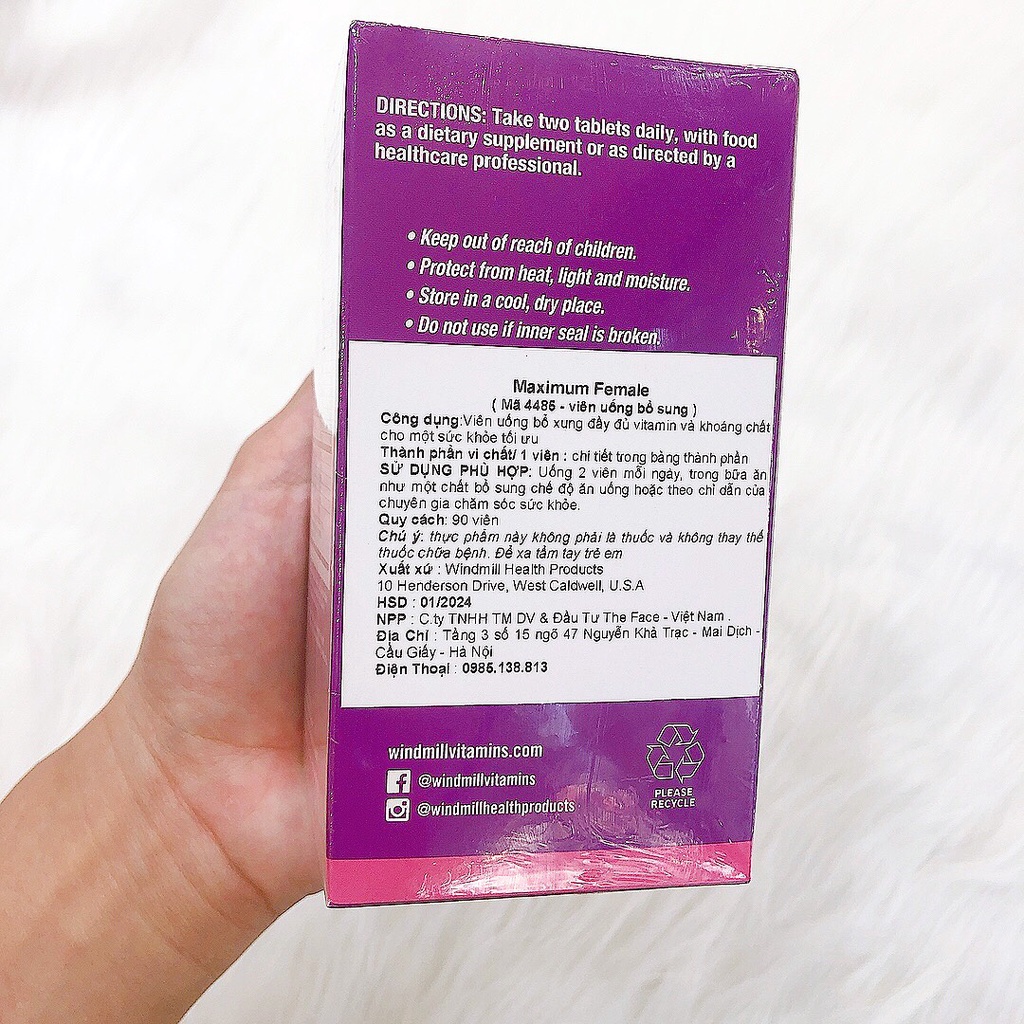 DIRECTIONS: Take two tablets daily, with food
as a dietary supplement or as directed by a
healthcare professional.
• Keep out of reach of children.
• Protect from heat, light and moisture.
• Store in a cool, dry place.
• Do not use if inner seal is broken.
Maximum Female
( Mã 4485 - viên uống bổ sung )
Công dụng:Viên uống bổ xung đầy đủ vitamin và khoáng chất
cho một sức khỏe tối ưu
Thành phần vi chất/ 1 viên : chi tiết trong bảng thành phần
SỬ DỤNG PHÙ HỢP: Uống 2 viên mỗi ngày, trong bữa ăn
như một chất bổ sung chế độ ăn uống hoặc theo chỉ dẫn của
chuyên gia chăm sóc sức khỏe.
Quy cách: 90 viên
Chú ý: thực phẩm này không phải là thuốc và không thay thế
thuốc chữa bệnh. Để xa tầm tay trẻ em
Xuất xứ : Windmill Health Products
10 Henderson Drive, West Caldwell, U.S.A
HSD : 01/2024
NPP : C.ty TNHH TM DV & Đầu Tư The Face - Việt Nam .
Địa Chỉ : Tầng 3 số 15 ngõ 47 Nguyễn Khả Trạc - Mai Dịch -
Cầu Giấy - Hà Nội
Điện Thoại : 0985.138.813
windmillvitamins.com
@windmillvitamins
@windmillhealthproducts
PLEASE
RECYCLE